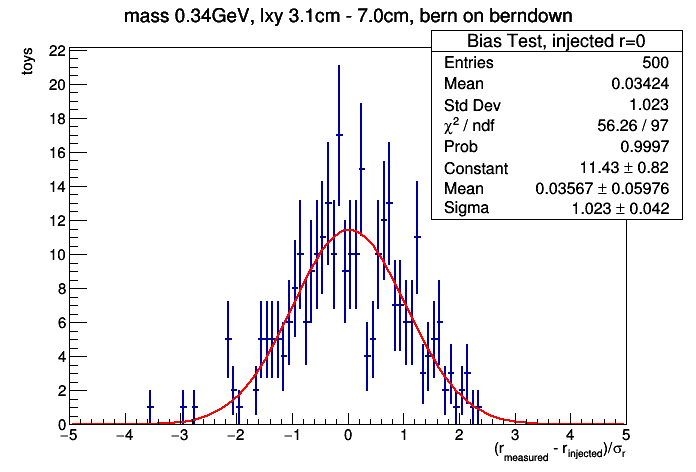 mass 0.34GeV, lxy 3.1cm - 7.0cm, bern on berndown
toys
Bias Test, injected r=0
Entries 500
Mean 0.03424
Std Dev 1.023
χ² / ndf 56.26 / 97
Prob 0.9997
Constant 11.43 ± 0.82
Mean 0.03567 ± 0.05976
Sigma 1.023 ± 0.042
22
20
18
16
14
12
10
8
6
4
2
0
−5 −4 −3 −2 −1 0 1 2 3 4 5
(r_measured - r_injected)/σ_r